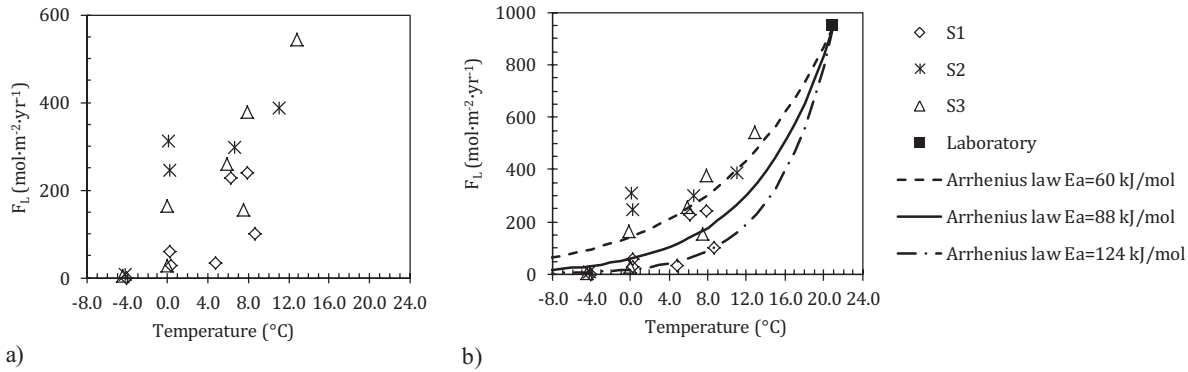 600
400
200
0
F_L (mol·m⁻²·yr⁻¹)
-8.0 -4.0 0.0 4.0 8.0 12.0 16.0 20.0 24.0
Temperature (°C)
a)
1000
800
600
400
200
0
F_L (mol·m⁻²·yr⁻¹)
-8.0 -4.0 0.0 4.0 8.0 12.0 16.0 20.0 24.0
Temperature (°C)
b)
S1
S2
S3
Laboratory
Arrhenius law Ea=60 kJ/mol
Arrhenius law Ea=88 kJ/mol
Arrhenius law Ea=124 kJ/mol